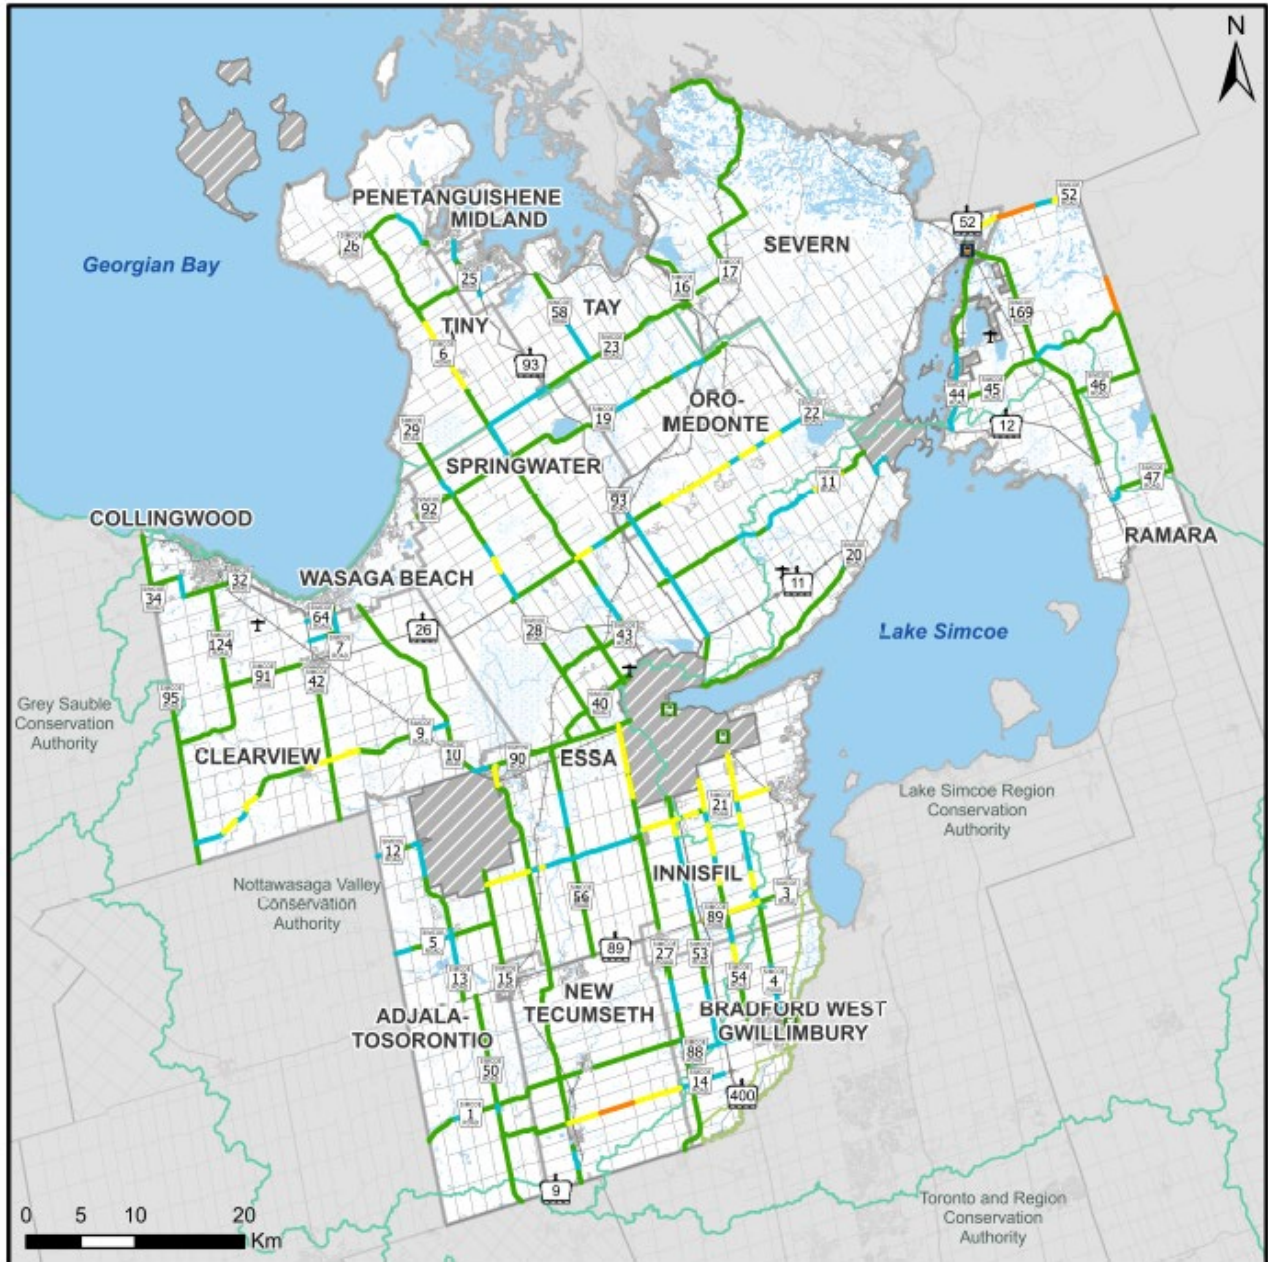 N
52
PENETANGUISHENE
MIDLAND
52
SEVERN
26
Georgian Bay
25
16
17
58
TAY
169
TINY
23
6
93
46
ORO-
MEDONTE
44
45
22
19
12
29
SPRINGWATER
11
93
47
92
COLLINGWOOD
RAMARA
20
WASAGA BEACH
32
11
34
64
26
28
43
Lake Simcoe
124
7
91
42
95
40
Grey Sauble
Conservation
Authority
9
CLEARVIEW
10
90
ESSA
Lake Simcoe Region
Conservation
Authority
21
12
INNISFIL
Nottawasaga Valley
Conservation
Authority
56
3
89
5
89
27
53
13
15
54
4
NEW
TECUMSETH
BRADFORD WEST
GWILLIMBURY
ADJALA-
TOSORONTIO
88
50
14
400
1
9
Toronto and Region
Conservation
Authority
0 5 10 20
Km